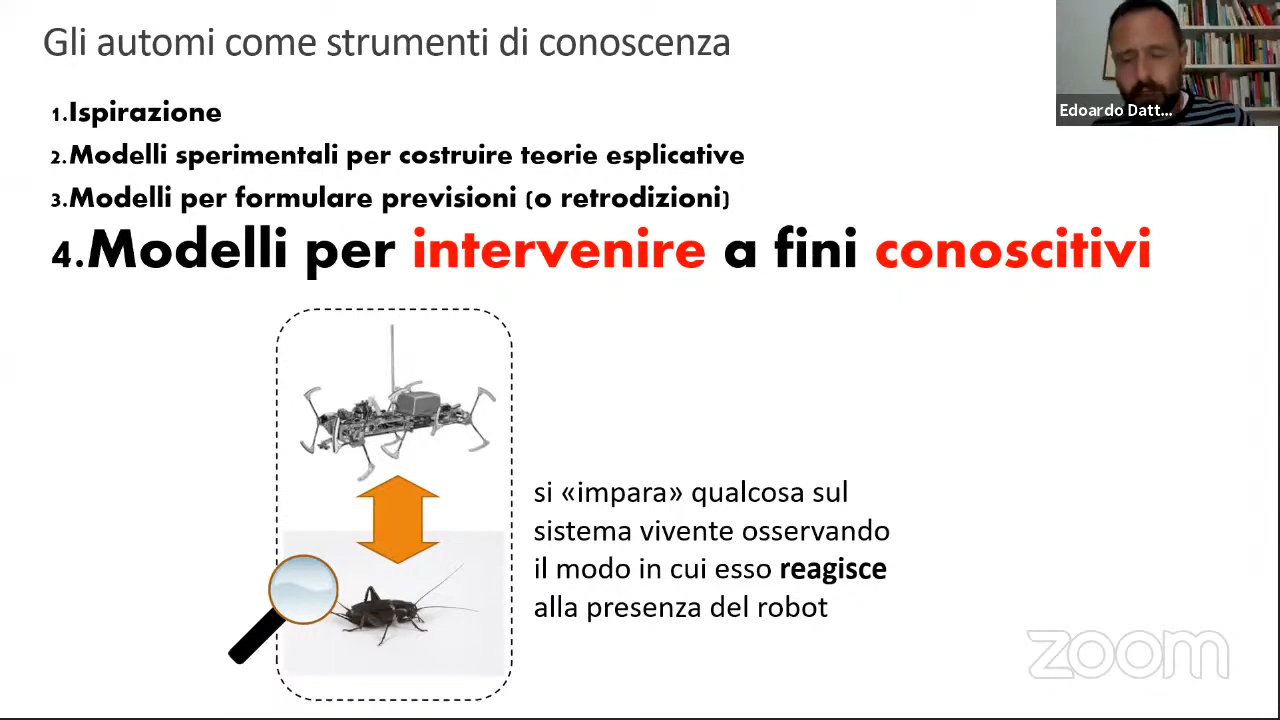 Gli automi come strumenti di conoscenza
Edoardo Datt...
1.Ispirazione
2.Modelli sperimentali per costruire teorie esplicative
3.Modelli per formulare previsioni (o retrodizioni)
4.Modelli per intervenire a fini conoscitivi
si «impara» qualcosa sul
sistema vivente osservando
il modo in cui esso reagisce
alla presenza del robot
zoom